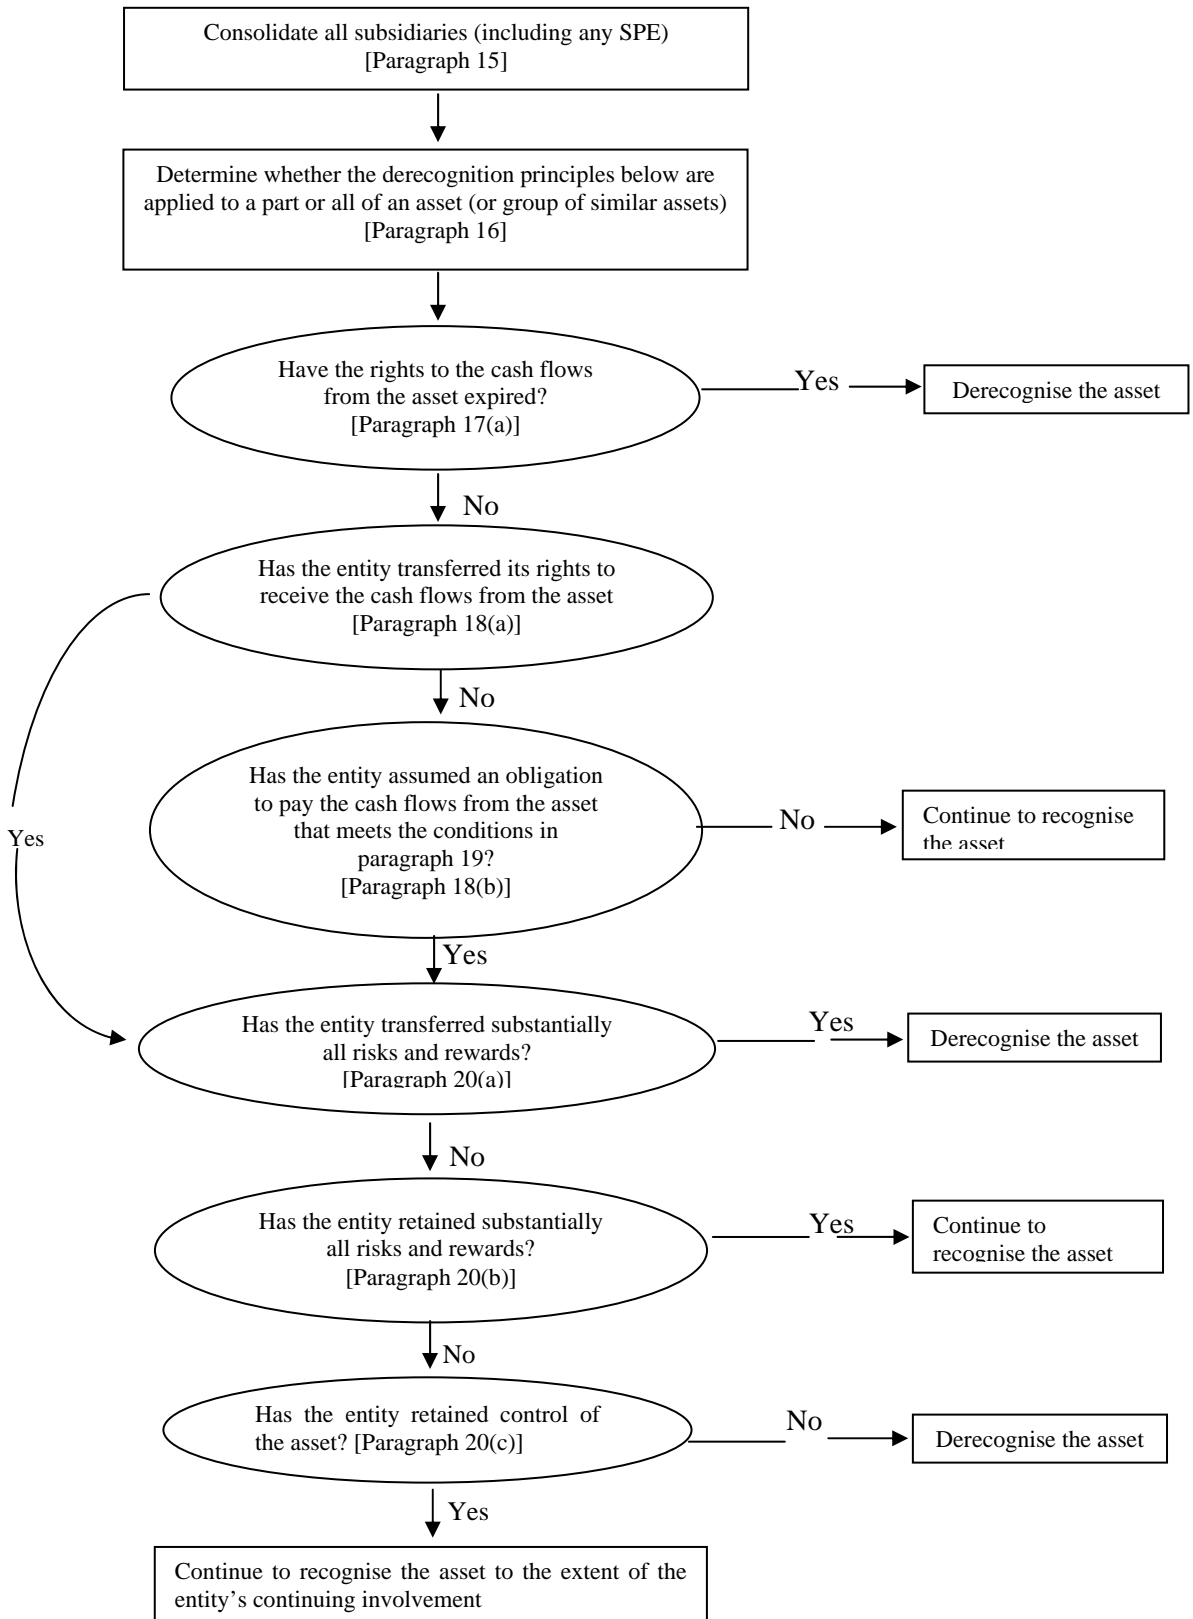 Consolidate all subsidiaries (including any SPE)
[Paragraph 15]
Determine whether the derecognition principles below are
applied to a part or all of an asset (or group of similar assets)
[Paragraph 16]
Have the rights to the cash flows
from the asset expired?
[Paragraph 17(a)]
Yes
Derecognise the asset
No
Has the entity transferred its rights to
receive the cash flows from the asset
[Paragraph 18(a)]
No
Has the entity assumed an obligation
to pay the cash flows from the asset
that meets the conditions in
paragraph 19?
[Paragraph 18(b)]
No
Continue to recognise
the asset
Yes
Yes
Has the entity transferred substantially
all risks and rewards?
[Paragraph 20(a)]
Yes
Derecognise the asset
No
Has the entity retained substantially
all risks and rewards?
[Paragraph 20(b)]
Yes
Continue to
recognise the asset
No
Has the entity retained control of
the asset? [Paragraph 20(c)]
No
Derecognise the asset
Yes
Continue to recognise the asset to the extent of the
entity’s continuing involvement